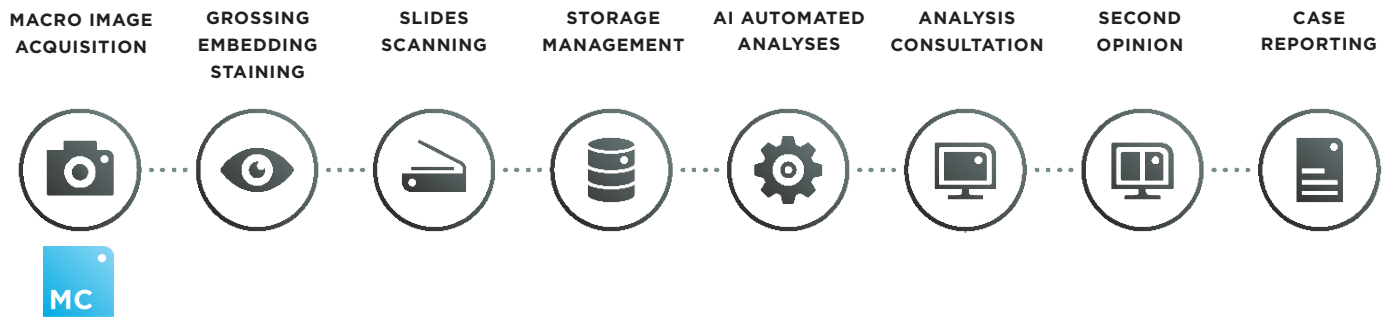 MACRO IMAGE
ACQUISITION
GROSSING
EMBEDDING
STAINING
SLIDES
SCANNING
STORAGE
MANAGEMENT
AI AUTOMATED
ANALYSES
ANALYSIS
CONSULTATION
SECOND
OPINION
CASE
REPORTING
MC